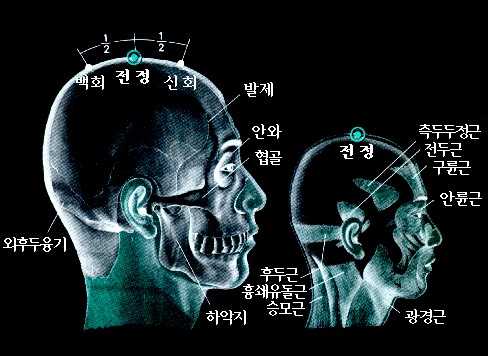 1/2 1/2
백회 전정 신회
발제
안와
협골
외후두융기
하악지
전정
측두두정근
전두근
구륜근
안륜근
후두근
흉쇄유돌근
승모근
광경근